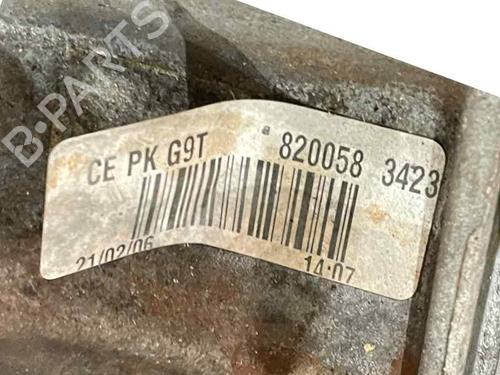 CE PK G9T 820058 3423
21/02/06 14:07
B-PARTS